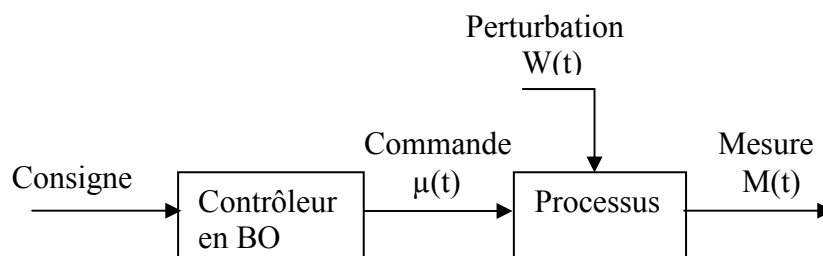 Perturbation
W(t)
Commande
µ(t)
Mesure
M(t)
Consigne
Contrôleur
en BO
Processus